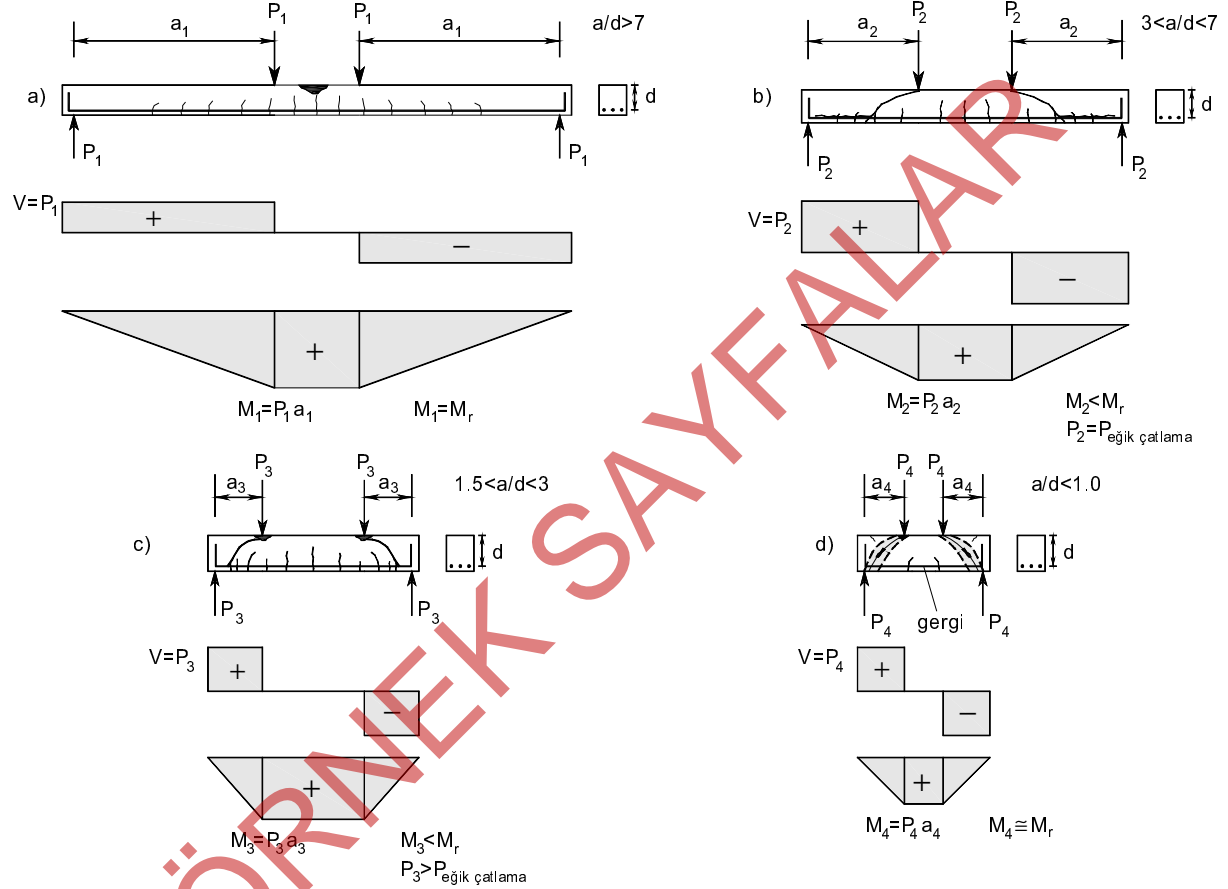 P₁ P₁
a₁ a₁ a/d>7
a) d
P₁ P₁
V=P₁
+
−
+
M₁=P₁ a₁ M₁=Mᵣ
P₂ P₂
a₂ a₂ 3<a/d<7
b) d
P₂ P₂
V=P₂
+
−
+
M₂=P₂ a₂ M₂<Mᵣ
P₂=Peğik çatlama
P₃ P₃
a₃ a₃ 1.5<a/d<3
c) d
P₃ P₃
V=P₃
+
−
+
M₃=P₃ a₃ M₃<Mᵣ
P₃>Peğik çatlama
P₄ P₄
a₄ a₄ a/d<1.0
d) d
P₄ gergi P₄
V=P₄
+
−
+
M₄=P₄ a₄ M₄≅Mᵣ
ÖRNEK SAYFALAR